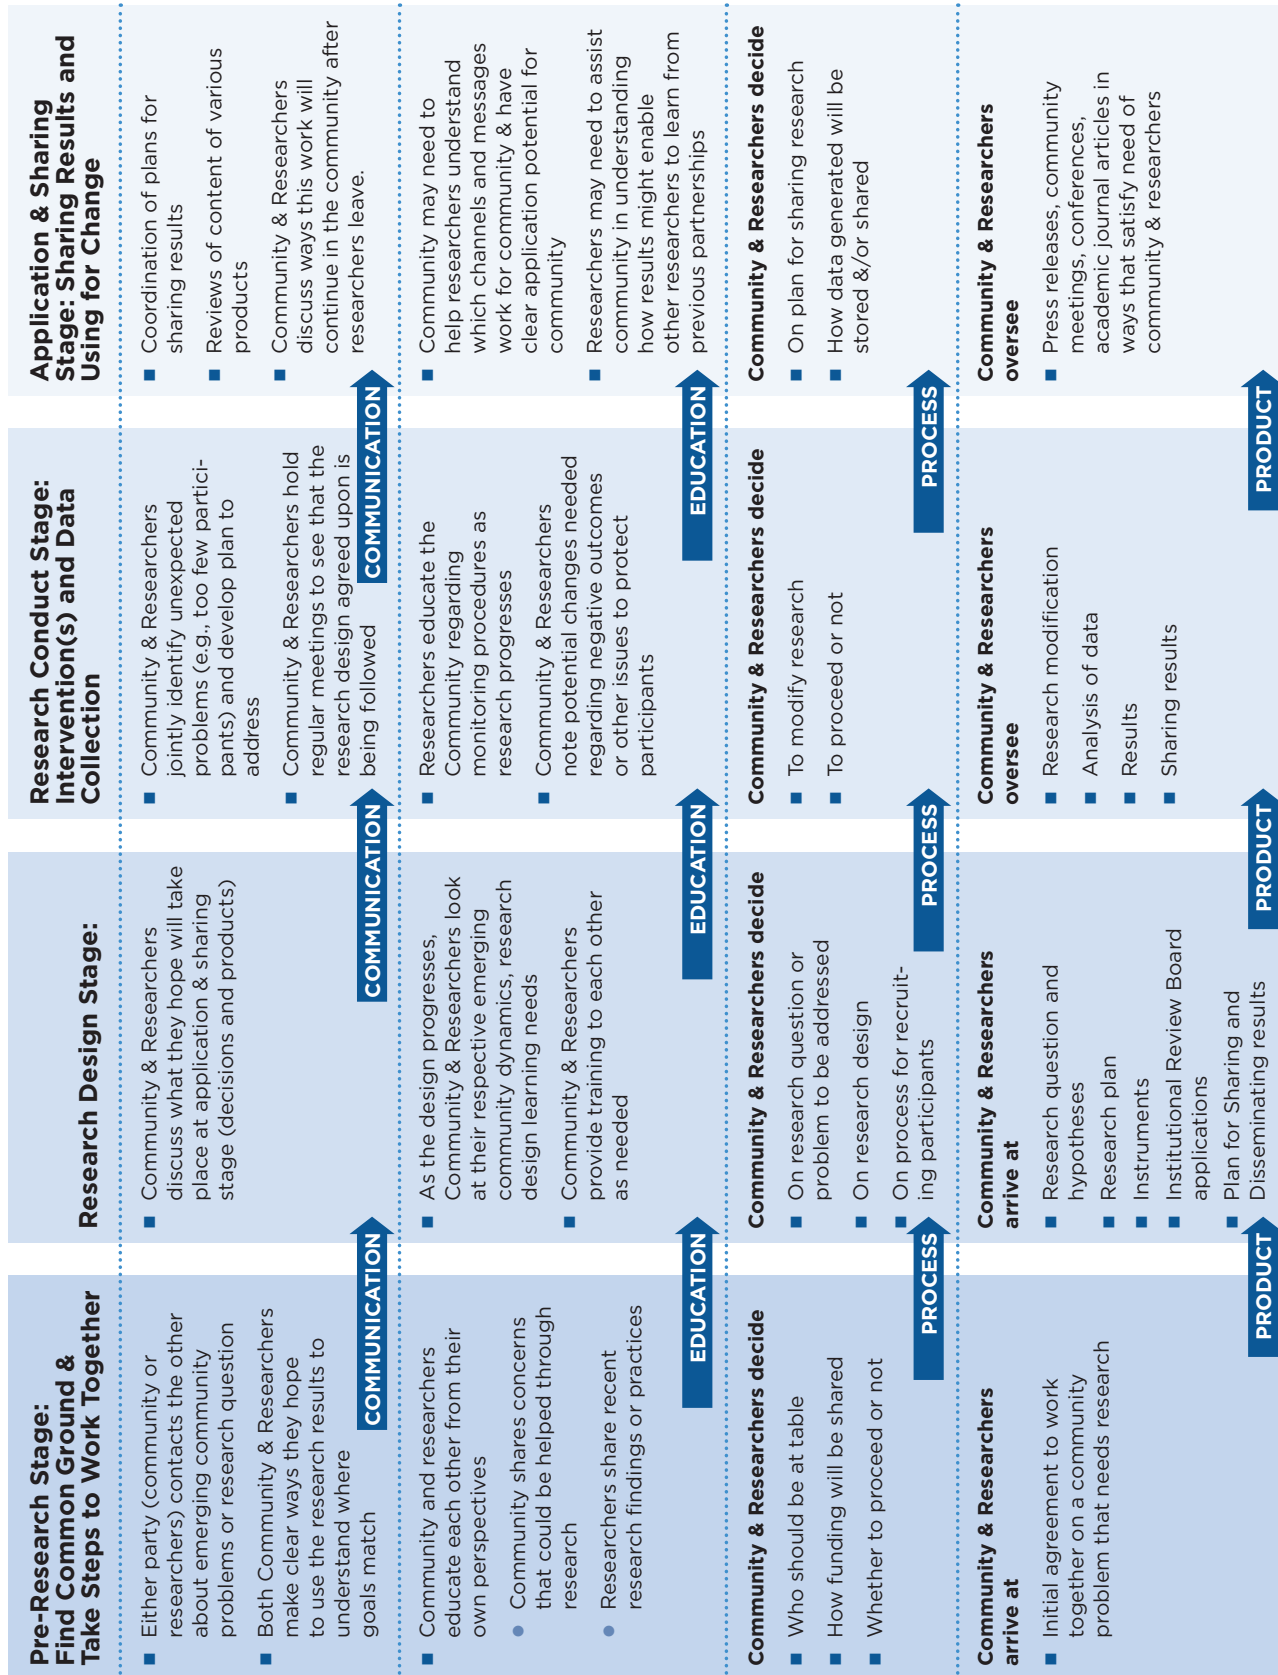 Pre-Research Stage:
Find Common Ground &
Take Steps to Work Together
■ Either party (community or
researchers) contacts the other
about emerging community
problems or research question
■ Both Community & Researchers
make clear ways they hope
to use the research results to
understand where
goals match
COMMUNICATION
■ Community and researchers
educate each other from their
own perspectives
● Community shares concerns
that could be helped through
research
● Researchers share recent
research findings or practices
EDUCATION
Community & Researchers decide
■ Who should be at table
■ How funding will be shared
■ Whether to proceed or not
PROCESS
Community & Researchers
arrive at
■ Initial agreement to work
together on a community
problem that needs research
PRODUCT
Research Design Stage:
■ Community & Researchers
discuss what they hope will take
place at application & sharing
stage (decisions and products)
COMMUNICATION
■ As the design progresses,
Community & Researchers look
at their respective emerging
community dynamics, research
design learning needs
■ Community & Researchers
provide training to each other
as needed
EDUCATION
Community & Researchers decide
■ On research question or
problem to be addressed
■ On research design
■ On process for recruit-
ing participants
PROCESS
Community & Researchers
arrive at
■ Research question and
hypotheses
■ Research plan
■ Instruments
■ Institutional Review Board
applications
■ Plan for Sharing and
Disseminating results
PRODUCT
Research Conduct Stage:
Intervention(s) and Data
Collection
■ Community & Researchers
jointly identify unexpected
problems (e.g., too few partici-
pants) and develop plan to
address
■ Community & Researchers hold
regular meetings to see that the
research design agreed upon is
being followed
COMMUNICATION
■ Researchers educate the
Community regarding
monitoring procedures as
research progresses
■ Community & Researchers
note potential changes needed
regarding negative outcomes
or other issues to protect
participants
EDUCATION
Community & Researchers decide
■ To modify research
■ To proceed or not
PROCESS
Community & Researchers
oversee
■ Research modification
■ Analysis of data
■ Results
■ Sharing results
PRODUCT
Application & Sharing
Stage: Sharing Results and
Using for Change
■ Coordination of plans for
sharing results
■ Reviews of content of various
products
■ Community & Researchers
discuss ways this work will
continue in the community after
researchers leave.
■ Community may need to
help researchers understand
which channels and messages
work for community & have
clear application potential for
community
■ Researchers may need to assist
community in understanding
how results might enable
other researchers to learn from
previous partnerships
Community & Researchers decide
■ On plan for sharing research
■ How data generated will be
stored &/or shared
Community & Researchers
oversee
■ Press releases, community
meetings, conferences,
academic journal articles in
ways that satisfy need of
community & researchers